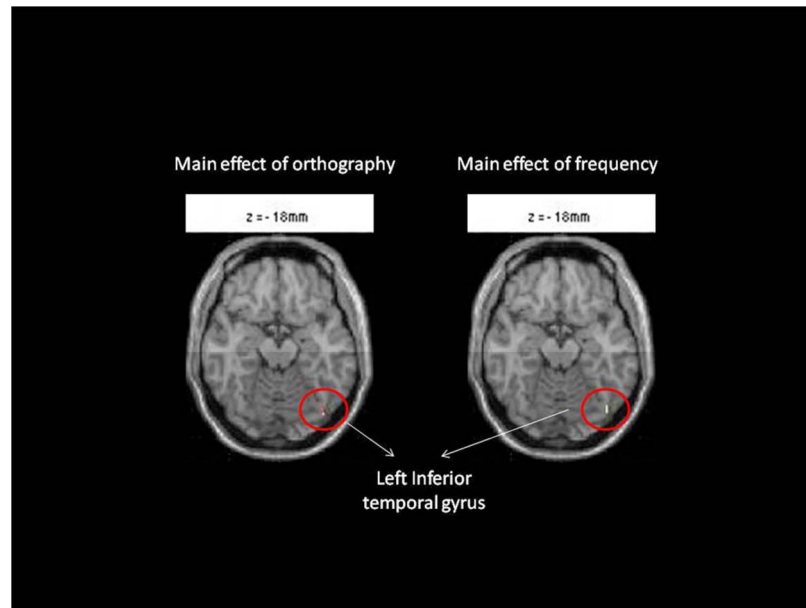 Main effect of orthography
Main effect of frequency
z = - 18mm
z = - 18mm
Left Inferior
temporal gyrus